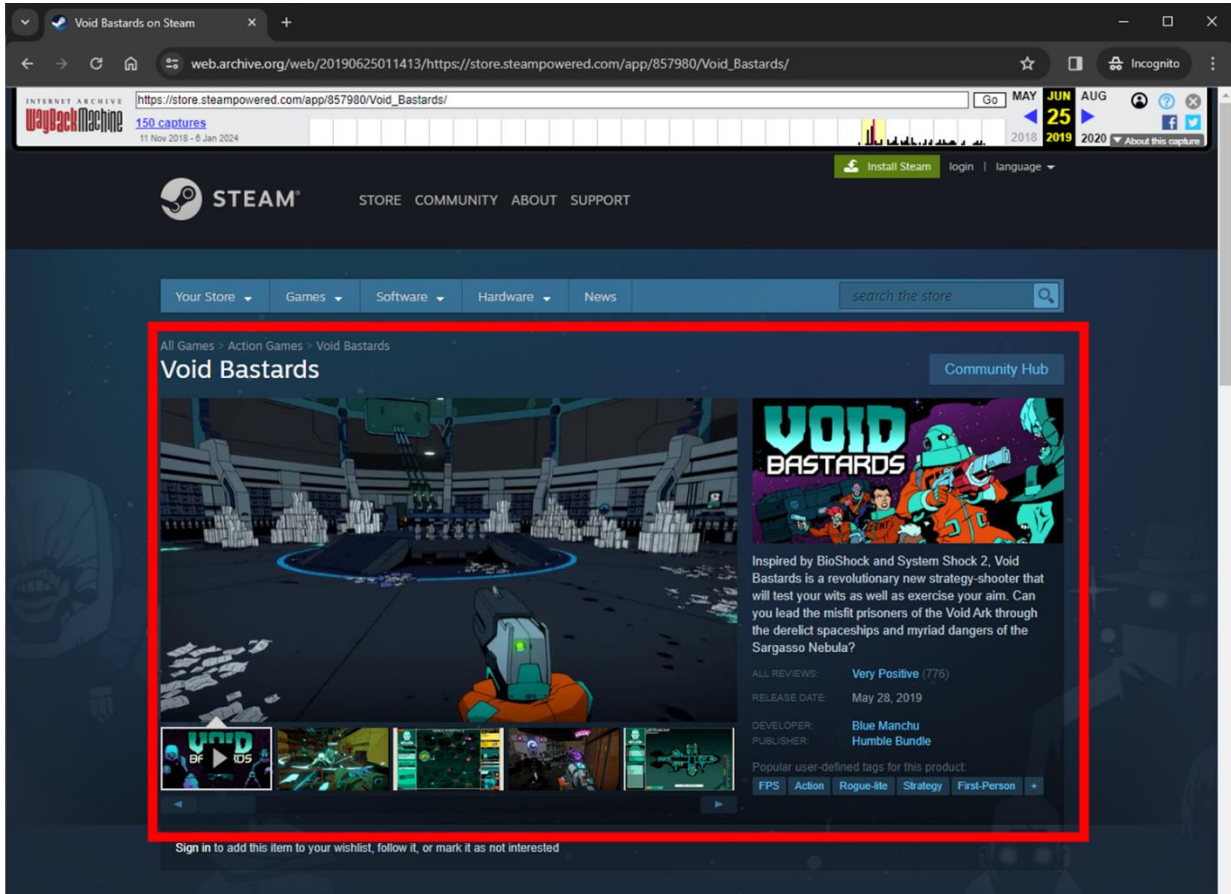 Void Bastards on Steam
web.archive.org/web/20190625011413/https://store.steampowered.com/app/857980/Void_Bastards/
Incognito
INTERNET ARCHIVE
WayBackMachine
https://store.steampowered.com/app/857980/Void_Bastards/
Go
150 captures
11 Nov 2018 - 6 Jan 2024
MAY JUN AUG
25
2018 2019 2020
About this capture
Install Steam login | language
STEAM
STORE COMMUNITY ABOUT SUPPORT
Your Store Games Software Hardware News
search the store
All Games > Action Games > Void Bastards
Void Bastards
Community Hub
VOID
BASTARDS
Inspired by BioShock and System Shock 2, Void
Bastards is a revolutionary new strategy-shooter that
will test your wits as well as exercise your aim. Can
you lead the misfit prisoners of the Void Ark through
the derelict spaceships and myriad dangers of the
Sargasso Nebula?
ALL REVIEWS: Very Positive (776)
RELEASE DATE: May 28, 2019
DEVELOPER: Blue Manchu
PUBLISHER: Humble Bundle
Popular user-defined tags for this product:
FPS Action Rogue-lite Strategy First-Person +
Sign in to add this item to your wishlist, follow it, or mark it as not interested